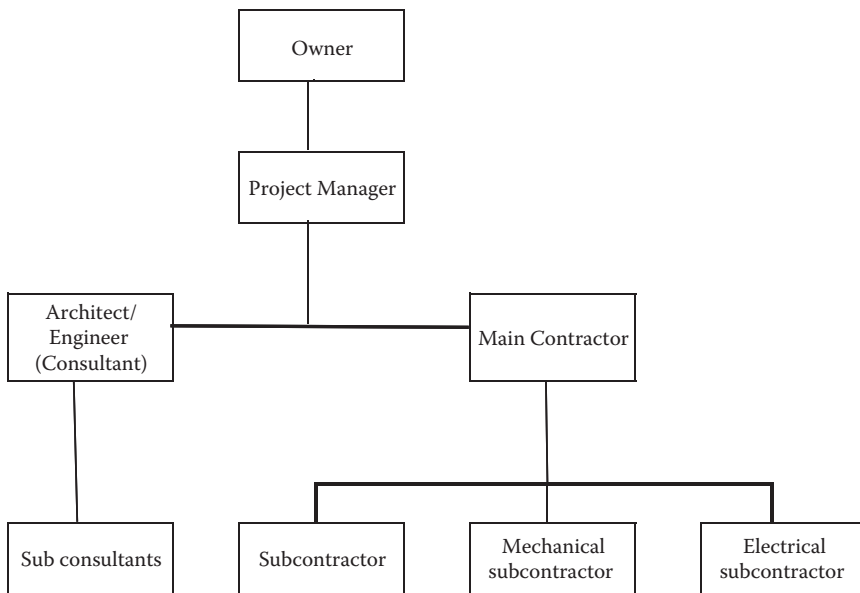 Owner
Project Manager
Architect/
Engineer
(Consultant)
Main Contractor
Sub consultants
Subcontractor
Mechanical
subcontractor
Electrical
subcontractor